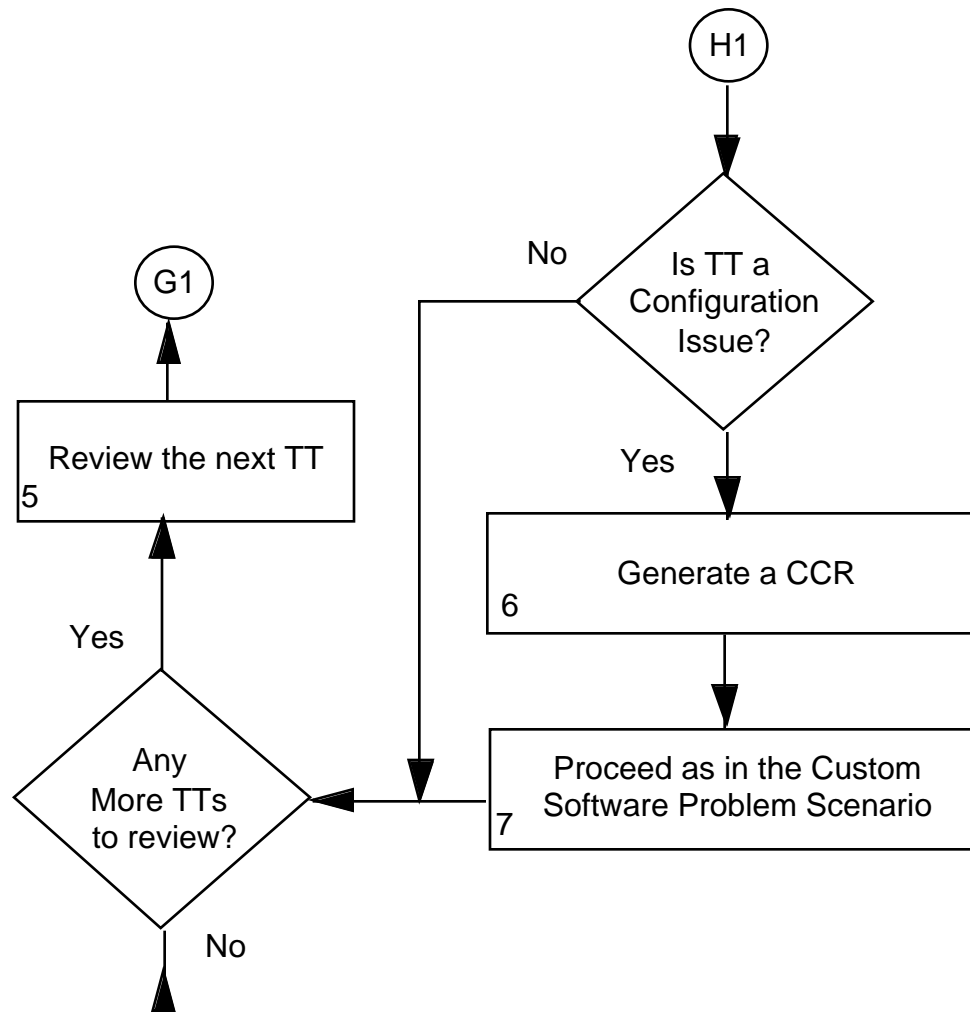 H1
Is TT a
Configuration
Issue?
No
Yes
G1
Review the next TT
5
Generate a CCR
6
Yes
Any
More TTs
to review?
No
Proceed as in the Custom
Software Problem Scenario
7